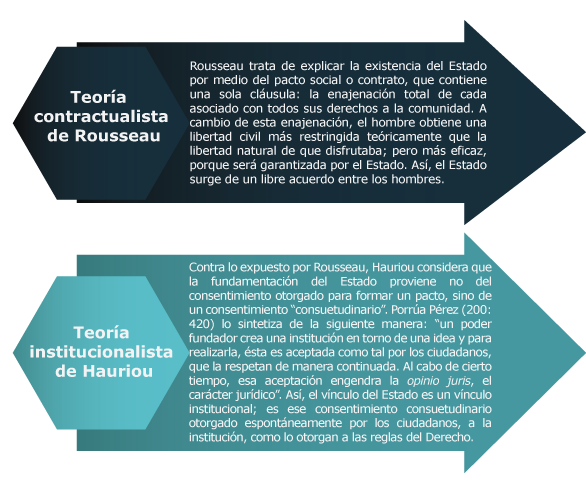 Teoría
contractualista
de Rousseau
Rousseau trata de explicar la existencia del Estado
por medio del pacto social o contrato, que contiene
una sola cláusula: la enajenación total de cada
asociado con todos sus derechos a la comunidad. A
cambio de esta enajenación, el hombre obtiene una
libertad civil más restringida teóricamente que la
libertad natural de que disfrutaba; pero más eficaz,
porque será garantizada por el Estado. Así, el Estado
surge de un libre acuerdo entre los hombres.
Teoría
institucionalista
de Hauriou
Contra lo expuesto por Rousseau, Hauriou considera que
la fundamentación del Estado proviene no del
consentimiento otorgado para formar un pacto, sino de
un consentimiento “consuetudinario”. Porrúa Pérez (200:
420) lo sintetiza de la siguiente manera: “un poder
fundador crea una institución en torno de una idea y para
realizarla, ésta es aceptada como tal por los ciudadanos,
que la respetan de manera continuada. Al cabo de cierto
tiempo, esa aceptación engendra la opinio juris, el
carácter jurídico”. Así, el vínculo del Estado es un vínculo
institucional; es ese consentimiento consuetudinario
otorgado espontáneamente por los ciudadanos, a la
institución, como lo otorgan a las reglas del Derecho.